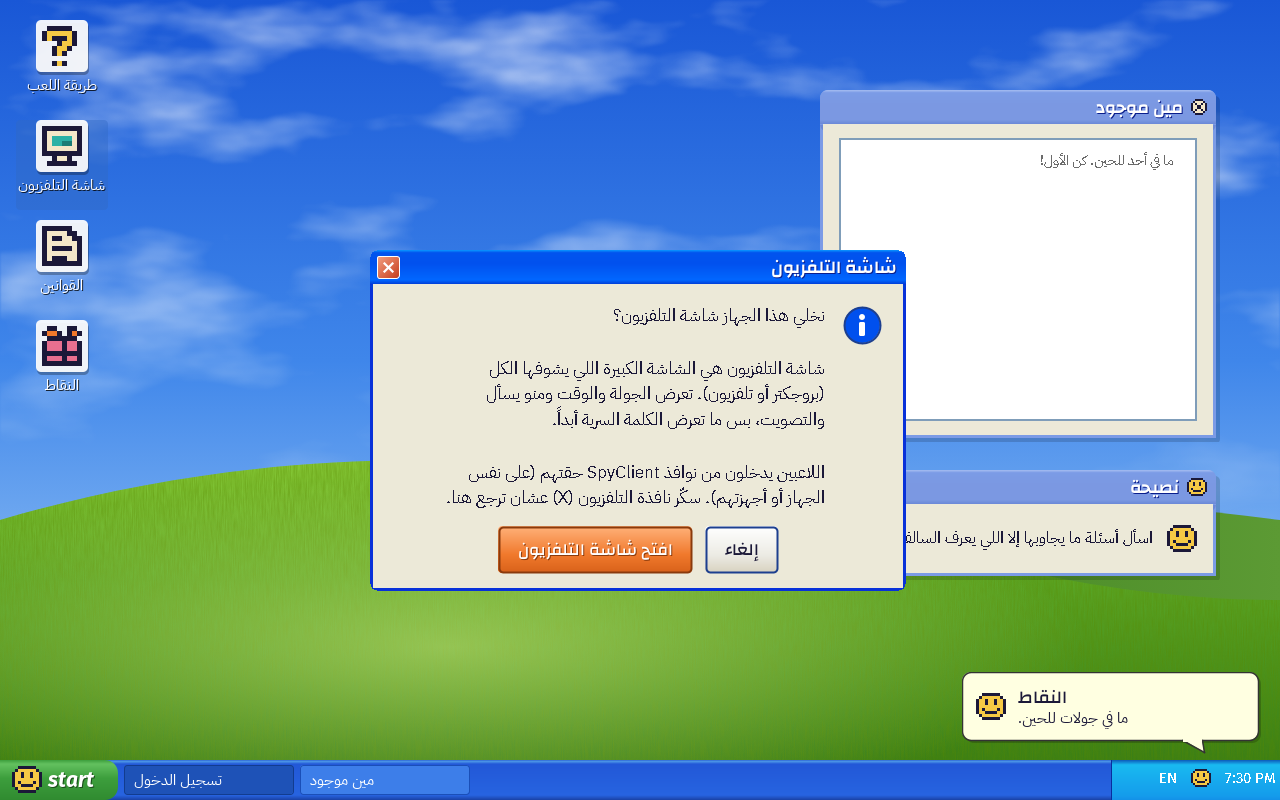 طريقة اللعب
شاشة التلفزيون
القوانين
النقاط
مين موجود
ما في أحد للحين. كن الأول!
شاشة التلفزيون
نخلي هذا الجهاز شاشة التلفزيون؟
شاشة التلفزيون هي الشاشة الكبيرة اللي يشوفها الكل
(بروجكتر أو تلفزيون). تعرض الجولة والوقت ومنو يسأل
والتصويت، بس ما تعرض الكلمة السرية أبداً.
اللاعبين يدخلون من نوافذ SpyClient حقتهم (على نفس
الجهاز أو أجهزتهم). سكّر نافذة التلفزيون (X) عشان ترجع هنا.
إلغاء
افتح شاشة التلفزيون
نصيحة
اسأل أسئلة ما يجاوبها إلا اللي يعرف
النقاط
ما في جولات للحين.
start
تسجيل الدخول
مين موجود
EN
7:30 PM